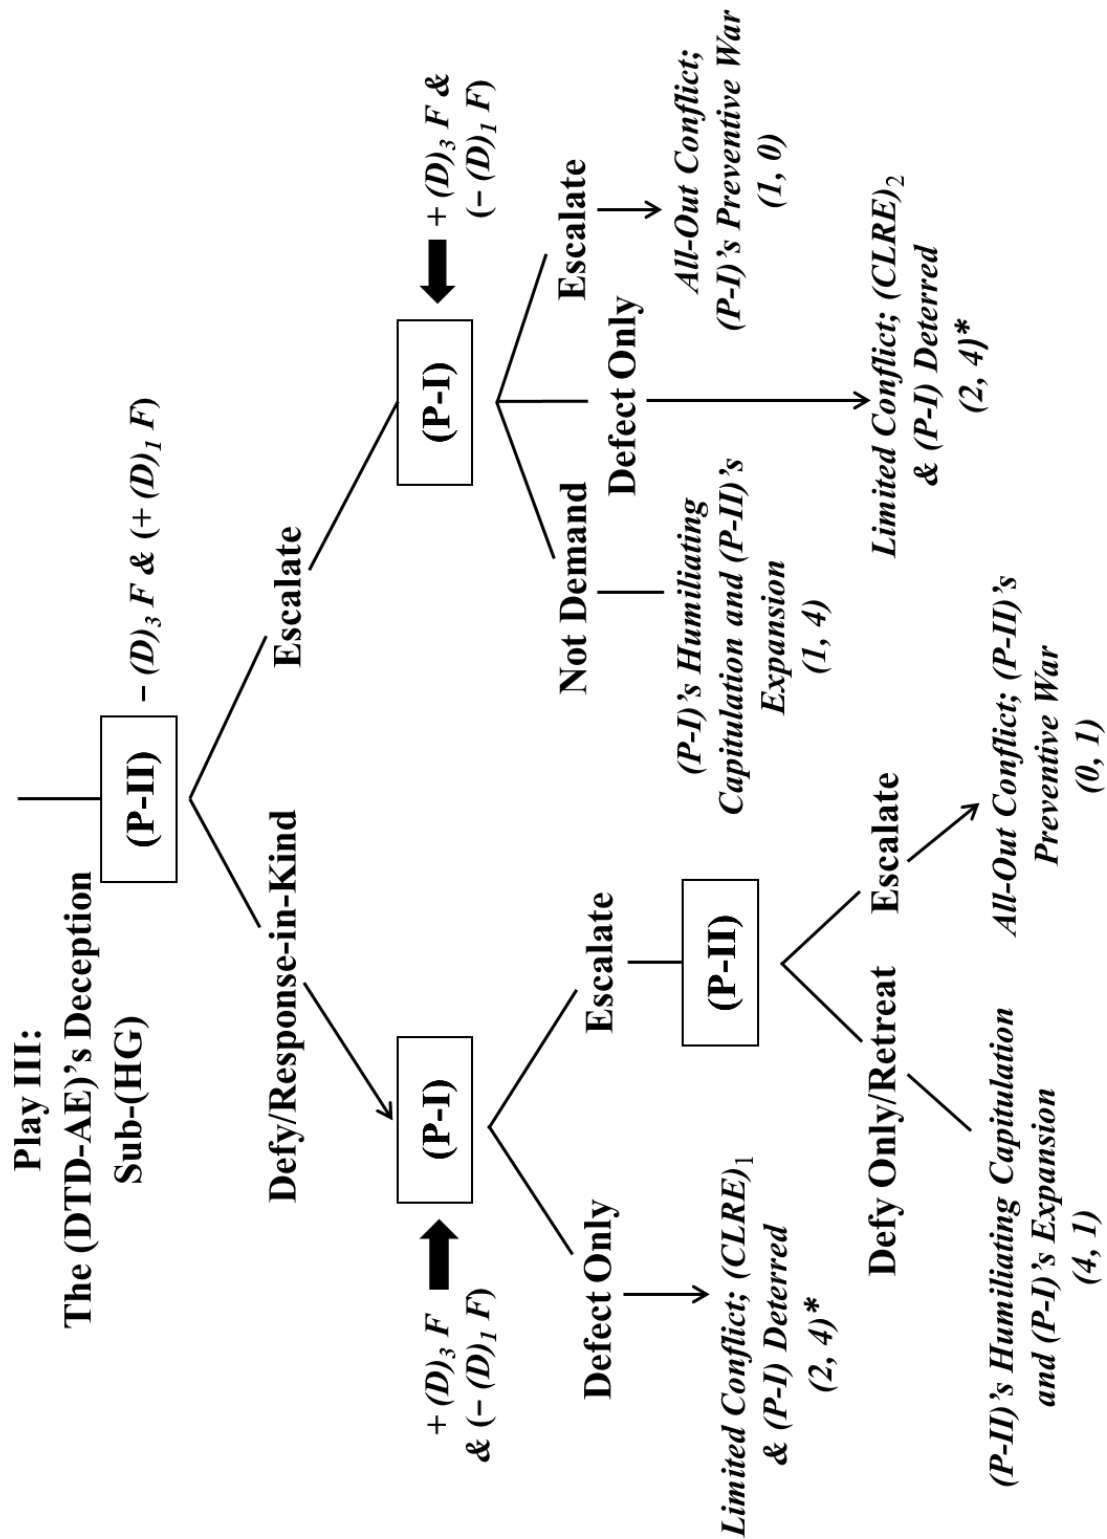 Play III:
The (DTD-AE)'s Deception
Sub-(HG)
(P-II)
− (D)3 F & (+ (D)1 F)
Defy/Response-in-Kind
Escalate
+ (D)3 F
& (− (D)1 F)
(P-I)
(P-I)
+ (D)3 F &
(− (D)1 F)
Defect Only
Escalate
Not Demand
Defect Only
Escalate
Limited Conflict; (CLRE)1
& (P-I) Deterred
(2, 4)*
(P-II)
(P-I)'s Humiliating
Capitulation and (P-II)'s
Expansion
(1, 4)
All-Out Conflict;
(P-I)'s Preventive War
(1, 0)
Limited Conflict; (CLRE)2
& (P-I) Deterred
(2, 4)*
Defy Only/Retreat
Escalate
(P-II)'s Humiliating Capitulation
and (P-I)'s Expansion
(4, 1)
All-Out Conflict; (P-II)'s
Preventive War
(0, 1)